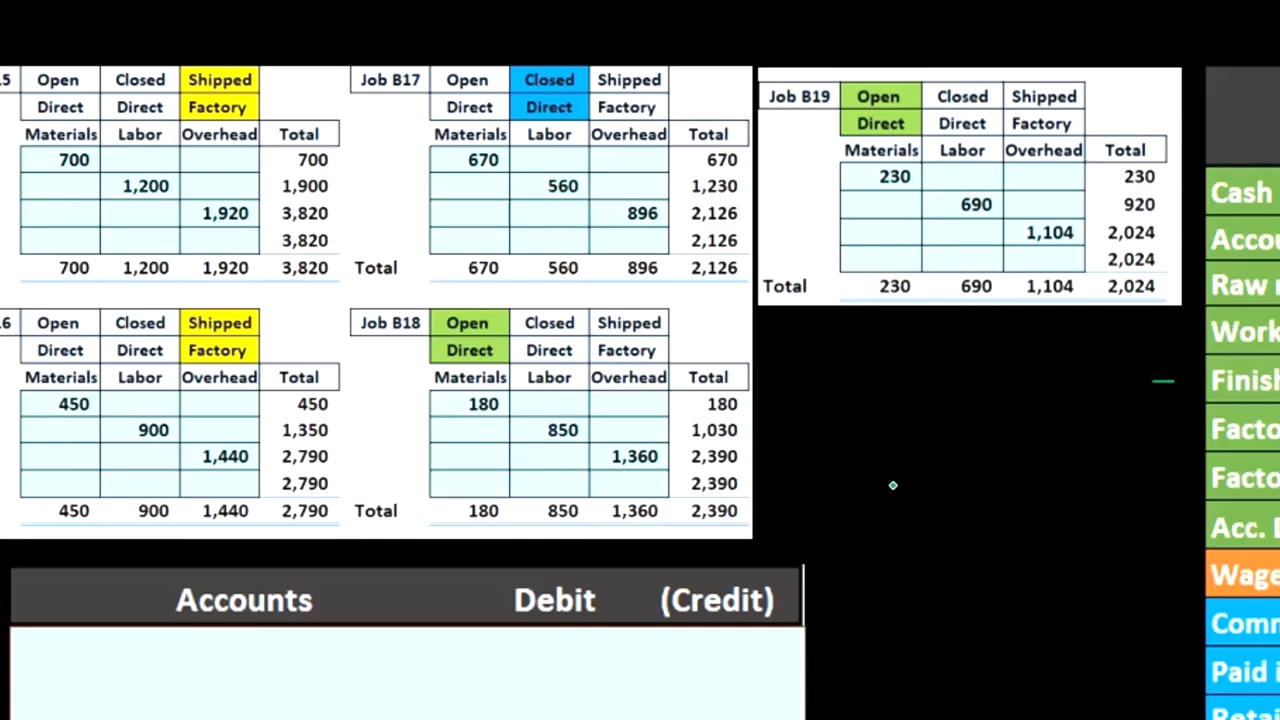 5 Open Closed Shipped
Direct Direct Factory
Materials Labor Overhead Total
700 700
1,200 1,900
1,920 3,820
3,820
700 1,200 1,920 3,820
Job B17 Open Closed Shipped
Direct Direct Factory
Materials Labor Overhead Total
670 670
560 1,230
896 2,126
2,126
Total 670 560 896 2,126
Job B19 Open Closed Shipped
Direct Direct Factory
Materials Labor Overhead Total
230 230
690 920
1,104 2,024
2,024
Total 230 690 1,104 2,024
6 Open Closed Shipped
Direct Direct Factory
Materials Labor Overhead Total
450 450
900 1,350
1,440 2,790
2,790
450 900 1,440 2,790
Job B18 Open Closed Shipped
Direct Direct Factory
Materials Labor Overhead Total
180 180
850 1,030
1,360 2,390
2,390
Total 180 850 1,360 2,390
Accounts Debit (Credit)
Cash
Accou
Raw
Work
Finish
Facto
Facto
Acc.
Wage
Comm
Paid i
Retai